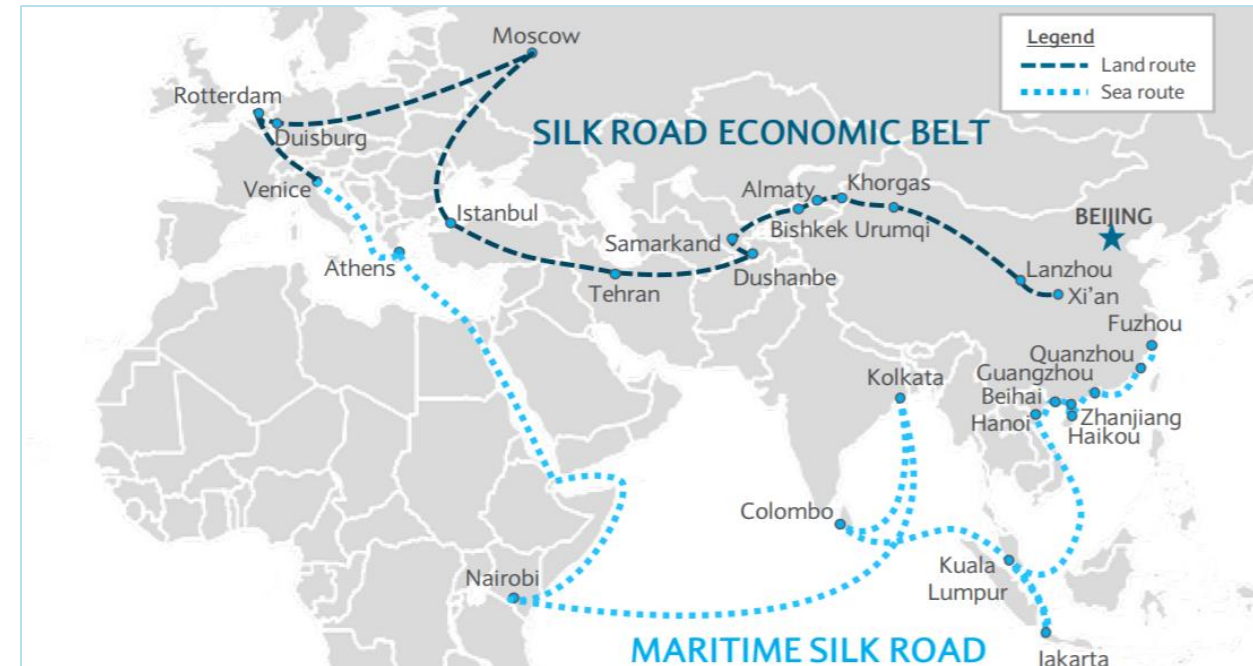 Legend
Land route
Sea route
Moscow
Rotterdam
Duisburg
SILK ROAD ECONOMIC BELT
Venice
Almaty
Khorgas
Istanbul
Bishkek
Urumqi
BEIJING
Samarkand
Athens
Dushanbe
Tehran
Lanzhou
Xi'an
Fuzhou
Quanzhou
Guangzhou
Kolkata
Beihai
Hanoi
Zhanjiang
Haikou
Colombo
Nairobi
Kuala
Lumpur
MARITIME SILK ROAD
Jakarta